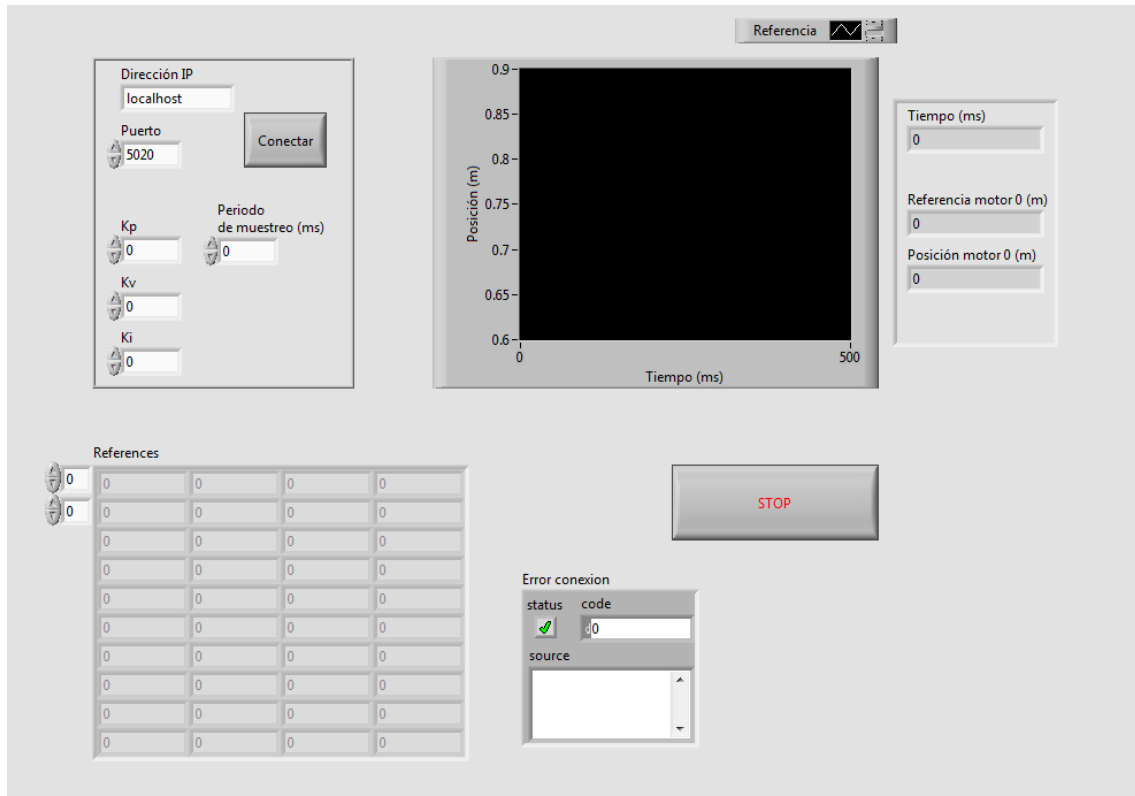 Referencia
Dirección IP
localhost
Puerto
5020
Conectar
Kp
0
Periodo
de muestreo (ms)
0
Kv
0
Ki
0
Posición (m)
0.9
0.85
0.8
0.75
0.7
0.65
0.6
0
500
Tiempo (ms)
Tiempo (ms)
0
Referencia motor 0 (m)
0
Posición motor 0 (m)
0
References
0
0
0 0 0 0
0 0 0 0
0 0 0 0
0 0 0 0
0 0 0 0
0 0 0 0
0 0 0 0
0 0 0 0
0 0 0 0
0 0 0 0
STOP
Error conexion
status code
d0
source